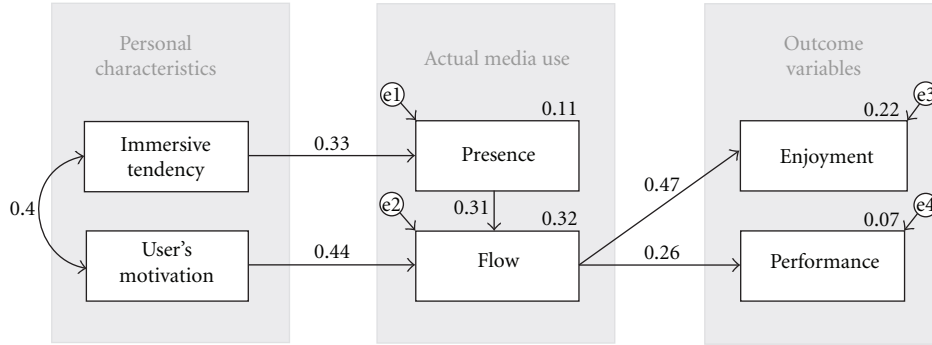 Personal
characteristics
Actual media use
Outcome
variables
e1
0.11
e3
0.22
Immersive
tendency
0.33
Presence
Enjoyment
0.4
0.31
0.47
e2
0.32
e4
0.07
User's
motivation
0.44
Flow
0.26
Performance